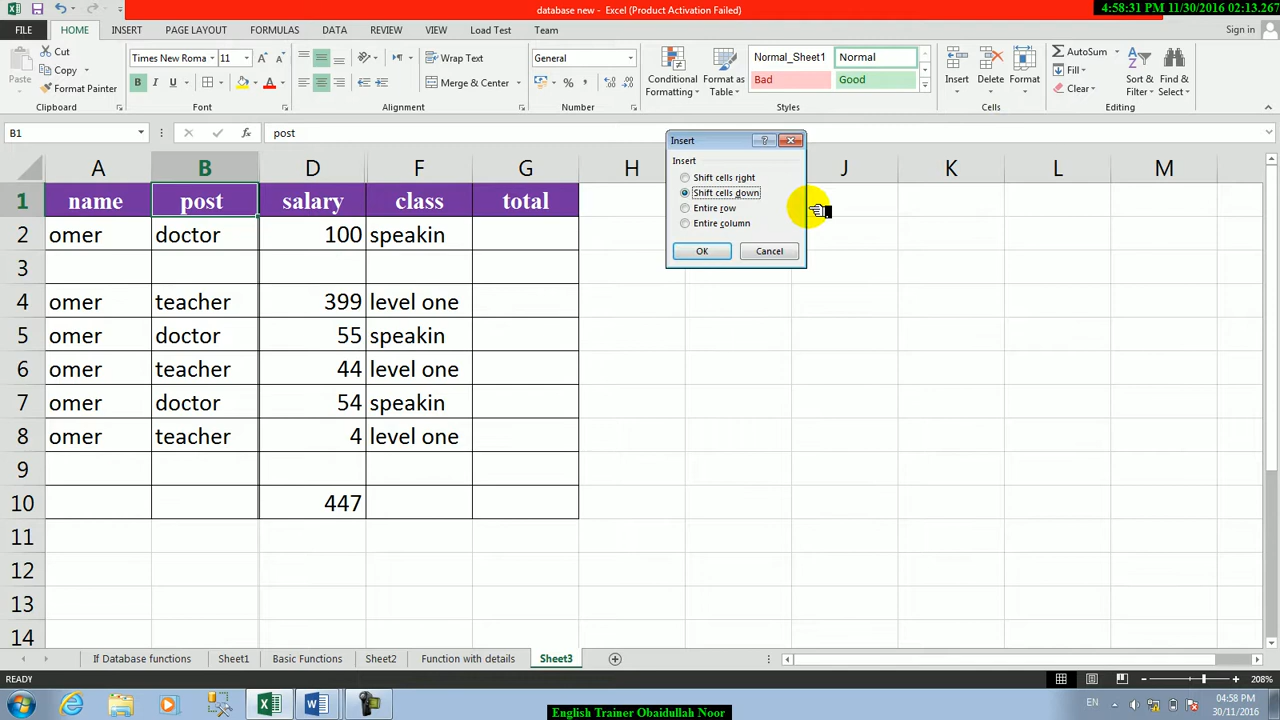 database new - Excel (Product Activation Failed)
4:58:31 PM 11/30/2016 02:13.267
FILE HOME INSERT PAGE LAYOUT FORMULAS DATA REVIEW VIEW Load Test Team Sign in
Paste Cut Copy Format Painter
Times New Roma 11 B I U A
Wrap Text Merge & Center
General % ,
Conditional Formatting Format as Table
Normal_Sheet1 Normal Bad Good
Insert Delete Format
AutoSum Fill Clear Sort & Filter Find & Select
Clipboard Font Alignment Number Styles Cells Editing
B1 fx post
A B D F G H J K L M
1 name post salary class total
2 omer doctor 100 speakin
3
4 omer teacher 399 level one
5 omer doctor 55 speakin
6 omer teacher 44 level one
7 omer doctor 54 speakin
8 omer teacher 4 level one
9
10 447
11
12
13
14
Insert ?
Insert
Shift cells right
Shift cells down
Entire row
Entire column
OK Cancel
If Database functions Sheet1 Basic Functions Sheet2 Function with details Sheet3
READY 208%
EN 04:58 PM
30/11/2016
English Trainer Obaidullah Noor